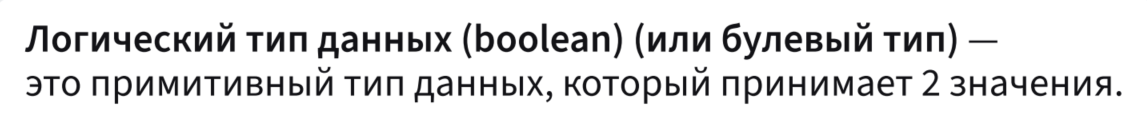 Логический тип данных (boolean) (или булевый тип) —
это примитивный тип данных, который принимает 2 значения.